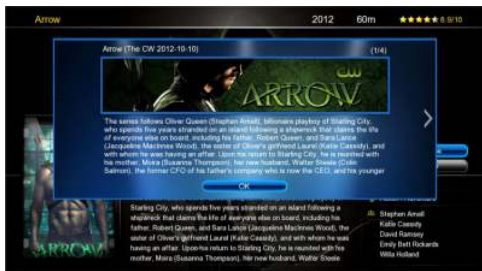 Arrow
2012
60m
8.9/10
Arrow (The CW 2012-10-10)
(1/4)
CW
ARROW
The series follows Oliver Queen (Stephan Amell), billionaire playboy of Starling City,
who spends five years stranded on an island following a shipwreck that claims the life
of everyone else on board, including his father, Robert Queen, and Sara Lance
(Jacqueline MacInnes Wood), the sister of Oliver's girlfriend Laurel (Katie Cassidy), and
with whom he was having an affair. Upon his return to Starling City, he is reunited with
his mother, Moira (Susanna Thompson), her new husband, Walter Steele (Colin
Salmon), the former CFO of his father's company who is now the CEO, and his younger
OK
Starling City, who spends five years stranded on an island following a
shipwreck that claims the life of everyone else on board, including his
father, Robert Queen, and Sara Lance (Jacqueline MacInnes Wood), the
sister of Oliver's girlfriend Laurel (Katie Cassidy), and with whom he was
having an affair. Upon his return to Starling City, he is reunited with his
mother, Moira (Susanna Thompson), her new husband, Walter Steele
Stephan Amell
Katie Cassidy
David Ramsey
Emily Bett Rickards
Willa Holland
ARROW